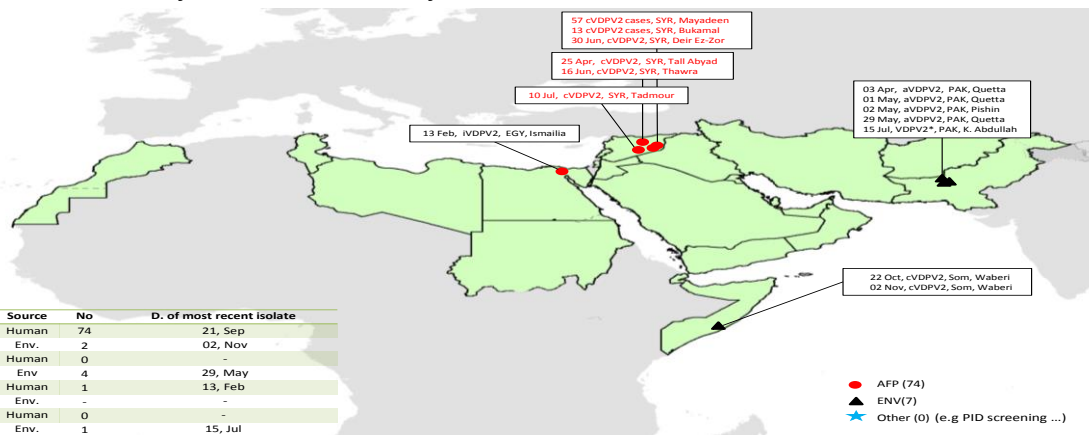 57 cVDPV2 cases, SYR, Mayadeen
13 cVDPV2 cases, SYR, Bukamal
30 Jun, cVDPV2, SYR, Deir Ez-Zor
25 Apr, cVDPV2, SYR, Tall Abyad
16 Jun, cVDPV2, SYR, Thawra
10 Jul, cVDPV2, SYR, Tadmour
13 Feb, iVDPV2, EGY, Ismailia
03 Apr, aVDPV2, PAK, Quetta
01 May, aVDPV2, PAK, Quetta
02 May, aVDPV2, PAK, Pishin
29 May, aVDPV2, PAK, Quetta
15 Jul, VDPV2*, PAK, K. Abdullah
22 Oct, cVDPV2, Som, Waberi
02 Nov, cVDPV2, Som, Waberi
Source No D. of most recent isolate
Human 74 21, Sep
Env. 2 02, Nov
Human 0 -
Env 4 29, May
Human 1 13, Feb
Env. - -
Human 0 -
Env. 1 15, Jul
AFP (74)
ENV(7)
Other (0) (e.g PID screening ...)